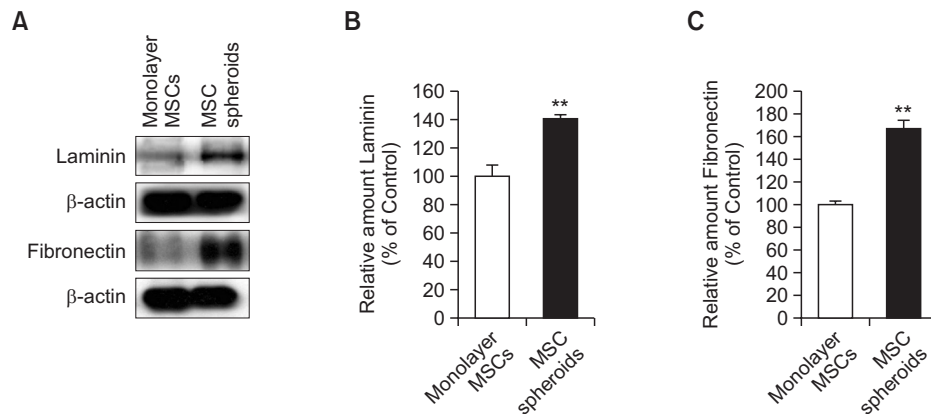 A
Monolayer
MSCs
MSC
spheroids
Laminin
β-actin
Fibronectin
β-actin
B
Relative amount Laminin
(% of Control)
160
140
120
100
80
60
40
20
0
**
Monolayer
MSCs
MSC
spheroids
C
Relative amount Fibronectin
(% of Control)
200
180
160
140
120
100
80
60
40
20
0
**
Monolayer
MSCs
MSC
spheroids